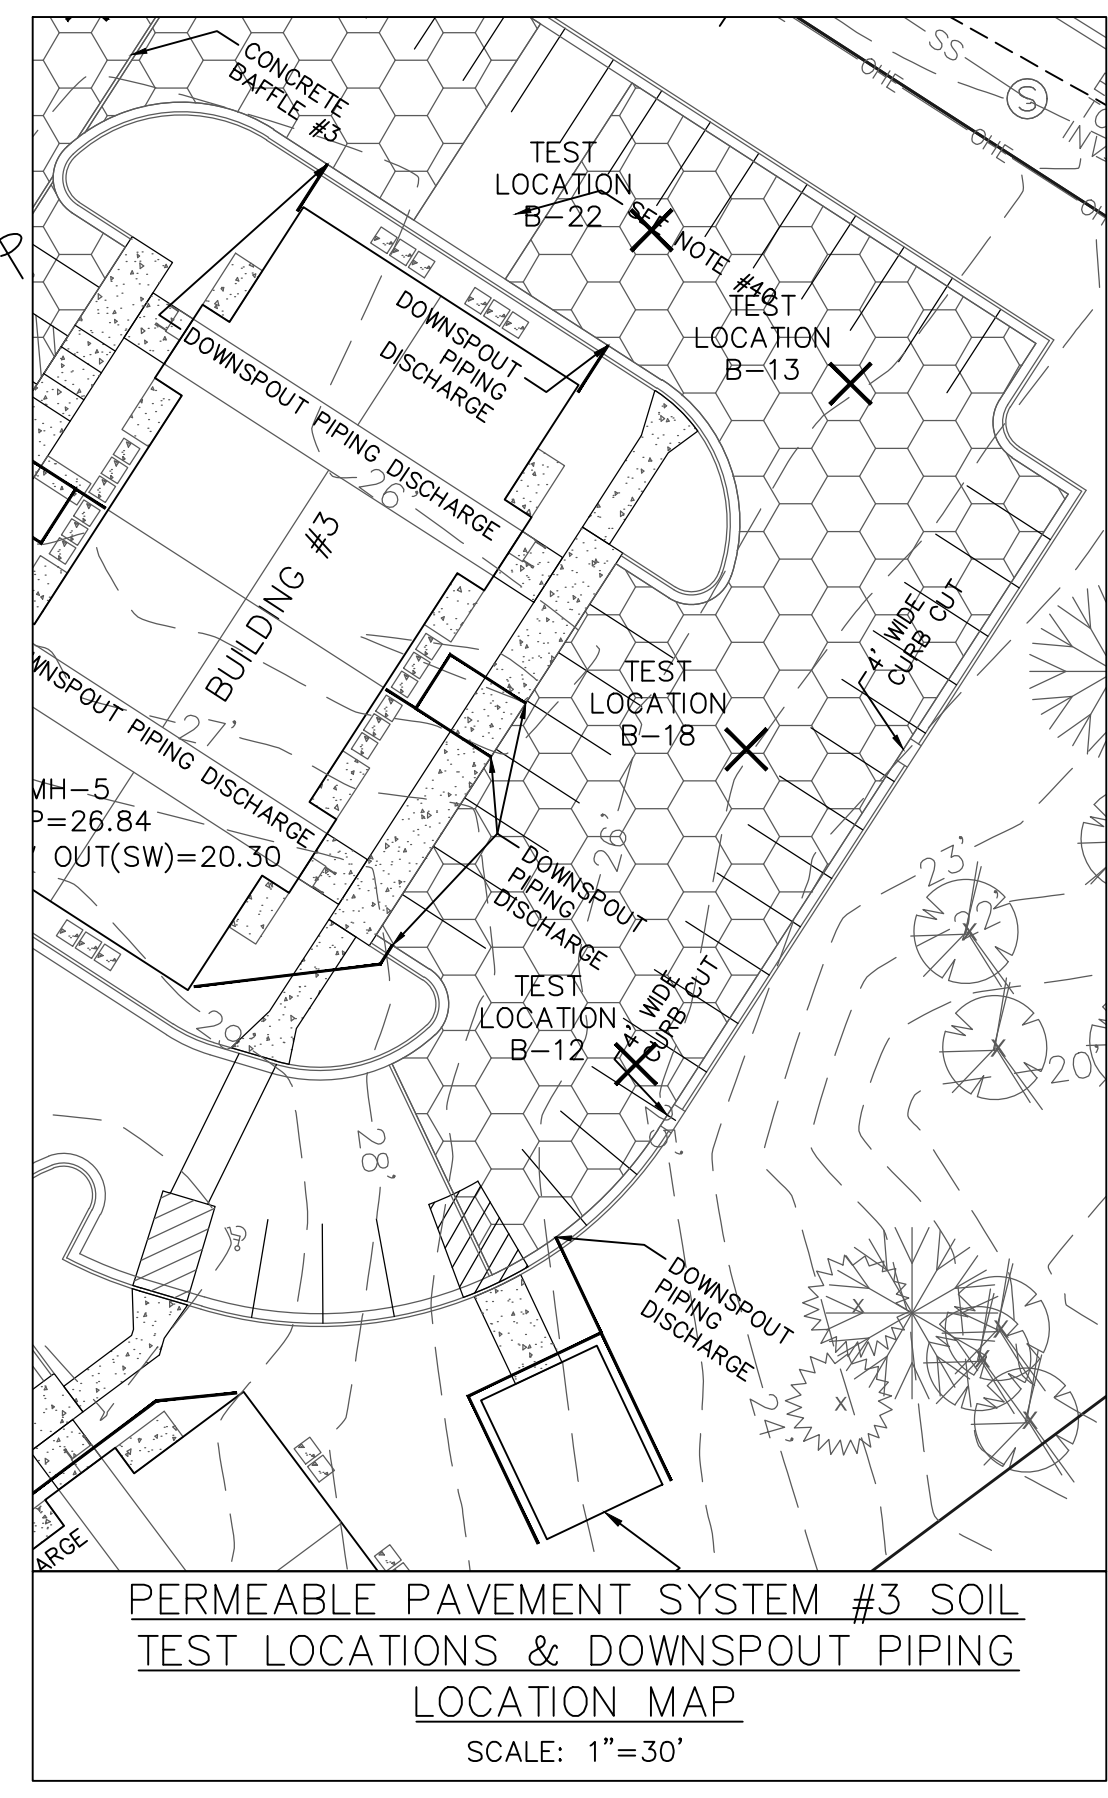 CONCRETE
BAFFLE #3
SS
OHE
S
INV
OHE
TEST
LOCATION
B-22
SEE NOTE #40
TEST
LOCATION
B-13
DOWNSPOUT
PIPING
DISCHARGE
DOWNSPOUT PIPING DISCHARGE
26'
BUILDING #3
4' WIDE
CURB CUT
TEST
LOCATION
B-18
WNSPOUT PIPING DISCHARGE
27'
MH-5
P=26.84
OUT(SW)=20.30
26'
23'
DOWNSPOUT
PIPING
DISCHARGE
22'
4' WIDE
CURB CUT
TEST
LOCATION
B-12
20'
28'
DOWNSPOUT
PIPING
DISCHARGE
24'
ARGE
PERMEABLE PAVEMENT SYSTEM #3 SOIL
TEST LOCATIONS & DOWNSPOUT PIPING
LOCATION MAP
SCALE: 1"=30'